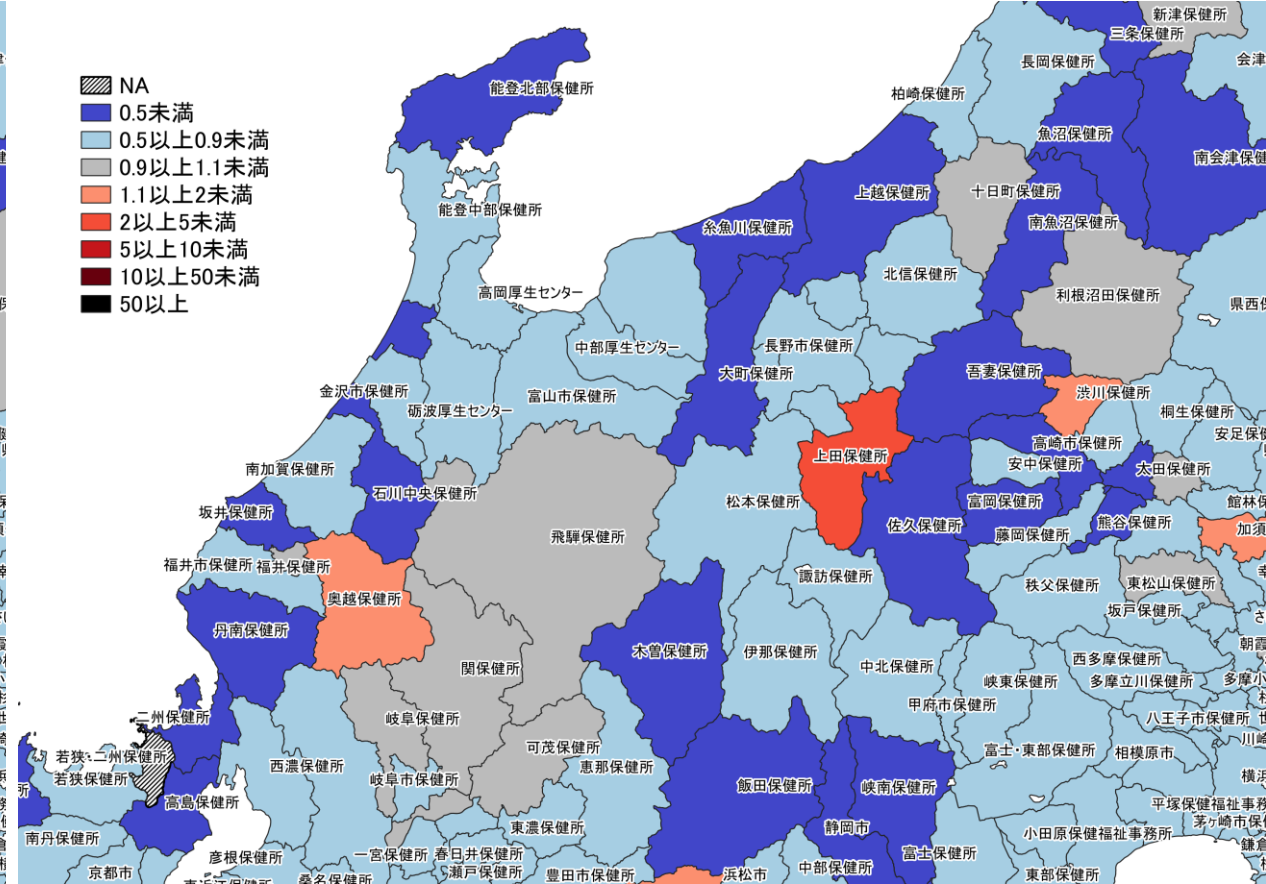 NA
0.5未満
0.5以上0.9未満
0.9以上1.1未満
1.1以上2未満
2以上5未満
5以上10未満
10以上50未満
50以上
新津保健所
三条保健所
長岡保健所
会津
柏崎保健所
能登北部保健所
魚沼保健所
南会津保健
上越保健所
十日町保健所
能登中部保健所
南魚沼保健所
糸魚川保健所
北信保健所
高岡厚生センター
利根沼田保健所
県西保
中部厚生センター
長野市保健所
大町保健所
吾妻保健所
金沢市保健所
富山市保健所
渋川保健所
砺波厚生センター
桐生保健所
安足保健
高崎市保健所
上田保健所
安中保健所
南加賀保健所
太田保健所
石川中央保健所
松本保健所
富岡保健所
館林保
坂井保健所
佐久保健所
熊谷保健所
加須
飛騨保健所
藤岡保健所
福井市保健所
福井保健所
諏訪保健所
秩父保健所
東松山保健所
奥越保健所
坂戸保健所
丹南保健所
朝霞
木曽保健所
伊那保健所
西多摩保健所
関保健所
中北保健所
峡東保健所
多摩立川保健所
多摩小
甲府市保健所
二州保健所
岐阜保健所
八王子市保健所
川崎
可茂保健所
富士・東部保健所
相模原市
若狭・二州保健所
西濃保健所
恵那保健所
若狭保健所
岐阜市保健所
横浜
飯田保健所
峡南保健所
高島保健所
平塚保健福祉事務
茅ヶ崎市保健
東濃保健所
静岡市
小田原保健福祉事務所
南丹保健所
鎌倉
一宮保健所
春日井保健所
富士保健所
彦根保健所
瀬戸保健所
中部保健所
京都市
桑名保健所
豊田市保健所
浜松市
東部保健所
東近江保健所